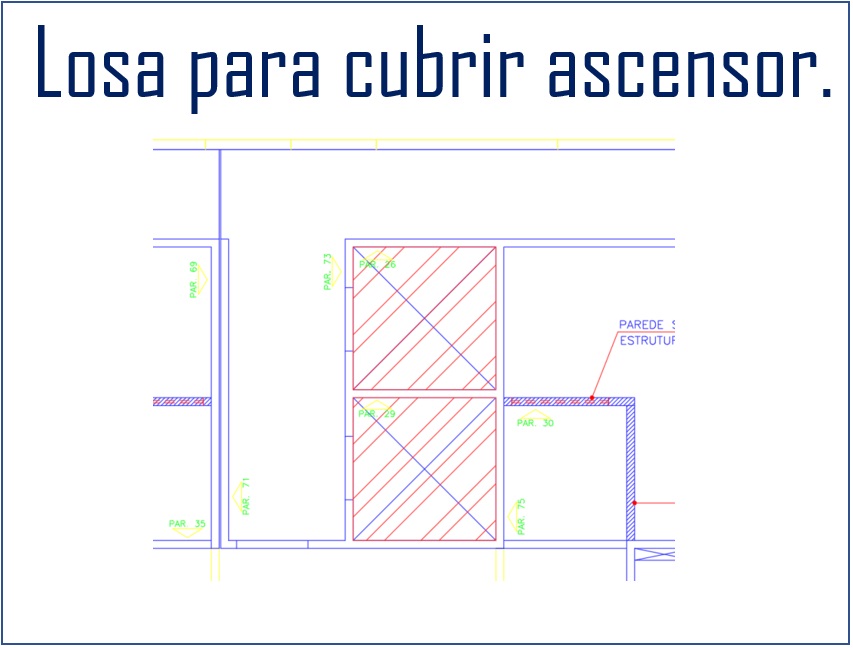 Losa para cubrir ascensor.
PAR. 69
PAR. 73
PAR. 26
PAREDE
PAR. 29
PAR. 30
PAR. 71
PAR. 75
PAR. 35